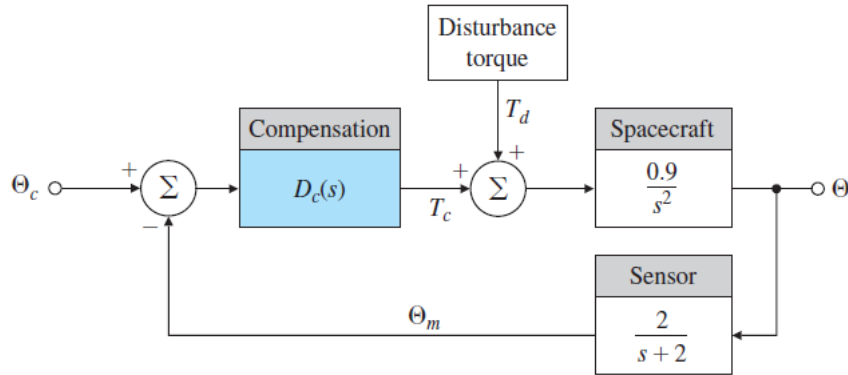 Disturbance
torque
T_d
Compensation
Spacecraft
Θ_c
+
Σ
D_c(s)
+
+
Σ
0.9
s^2
Θ
−
T_c
Sensor
Θ_m
2
s + 2